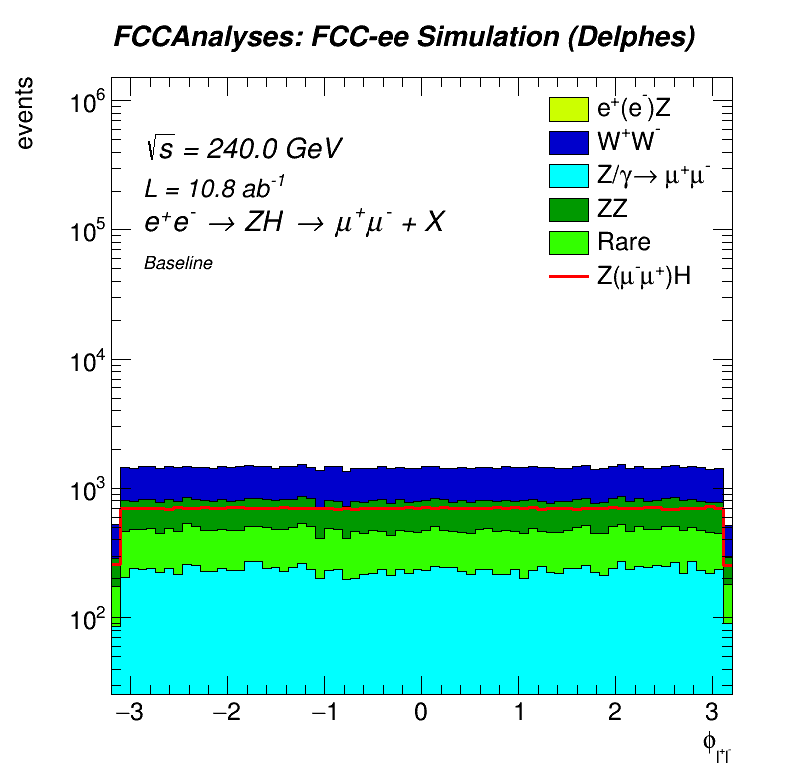 FCCAnalyses: FCC-ee Simulation (Delphes)
events
10⁶
10⁵
10⁴
10³
10²
√s = 240.0 GeV
L = 10.8 ab⁻¹
e⁺e⁻ → ZH → μ⁺μ⁻ + X
Baseline
e⁺(e⁻)Z
W⁺W⁻
Z/γ→ μ⁺μ⁻
ZZ
Rare
Z(μ⁻μ⁺)H
−3 −2 −1 0 1 2 3
ϕ_l⁺l⁻